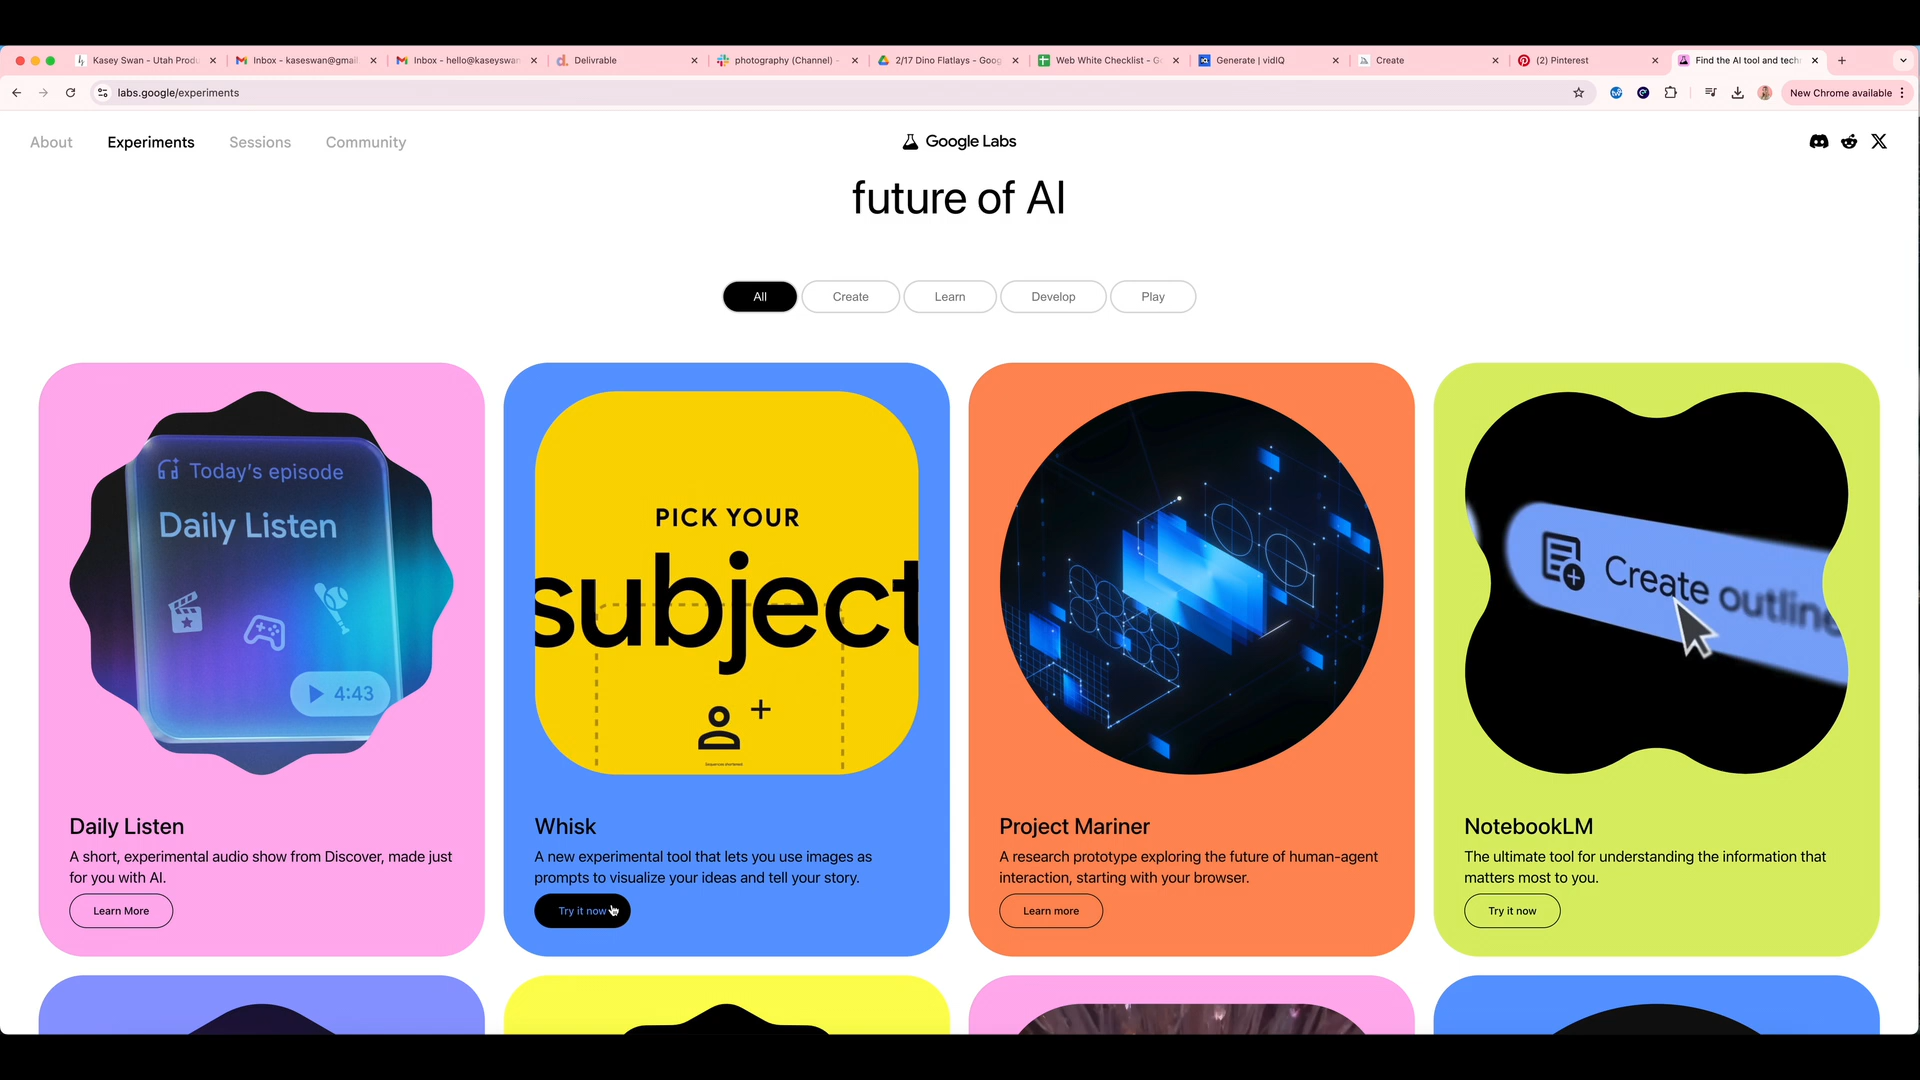 Kasey Swan - Utah Produ
Inbox - kaseswan@gmail
Inbox - hello@kaseyswan
Delivrable
photography (Channel) -
2/17 Dino Flatlays - Goog
Web White Checklist - G
Generate | vidIQ
Create
(2) Pinterest
Find the AI tool and tech
labs.google/experiments
New Chrome available
About
Experiments
Sessions
Community
Google Labs
future of AI
All
Create
Learn
Develop
Play
Today's episode
Daily Listen
4:43
Daily Listen
A short, experimental audio show from Discover, made just
for you with AI.
Learn More
PICK YOUR
subject
Sequences shortened
Whisk
A new experimental tool that lets you use images as
prompts to visualize your ideas and tell your story.
Try it now
Project Mariner
A research prototype exploring the future of human-agent
interaction, starting with your browser.
Learn more
Create outline
NotebookLM
The ultimate tool for understanding the information that
matters most to you.
Try it now